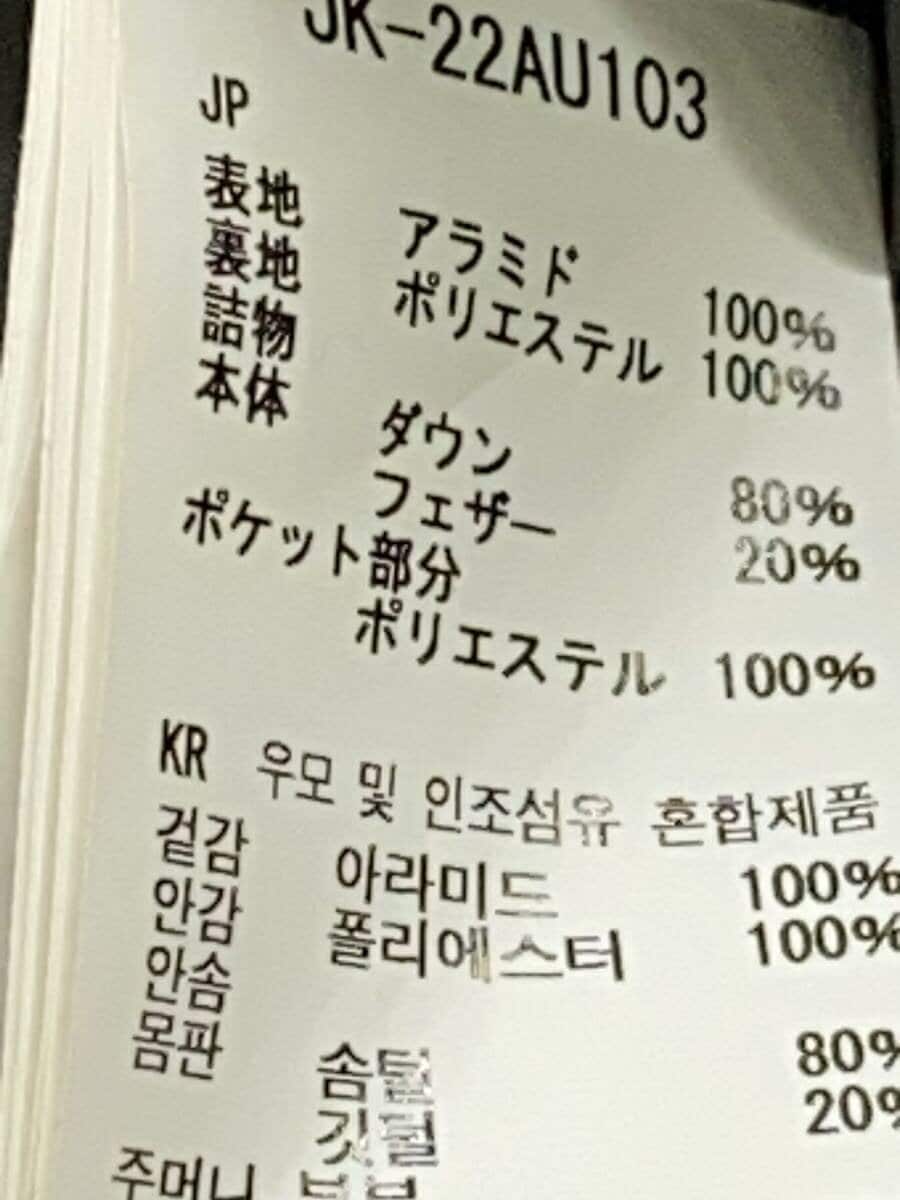 JK-22AU103
JP
表地 アラミド 100%
裏地 ポリエステル 100%
詰物
本体 ダウン 80%
フェザー 20%
ポケット部分
ポリエステル 100%
KR 우모 및 인조섬유 혼합제품
겉감 아라미드 100%
안감 폴리에스터 100%
안솜
몸판 솜털 80%
깃털 20%
주머니